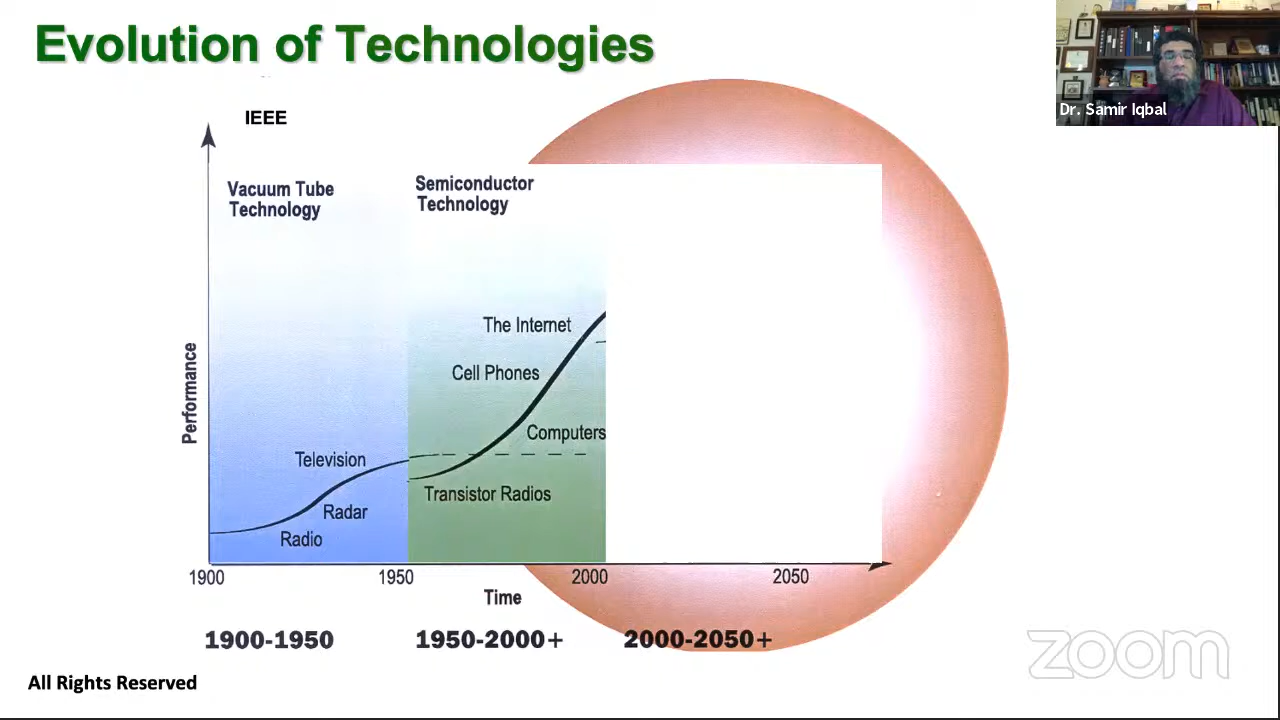 Evolution of Technologies
Dr. Samir Iqbal
IEEE
Vacuum Tube
Technology
Semiconductor
Technology
The Internet
Cell Phones
Computers
Television
Transistor Radios
Radar
Radio
Performance
1900
1950
2000
2050
Time
1900-1950
1950-2000+
2000-2050+
All Rights Reserved
zoom